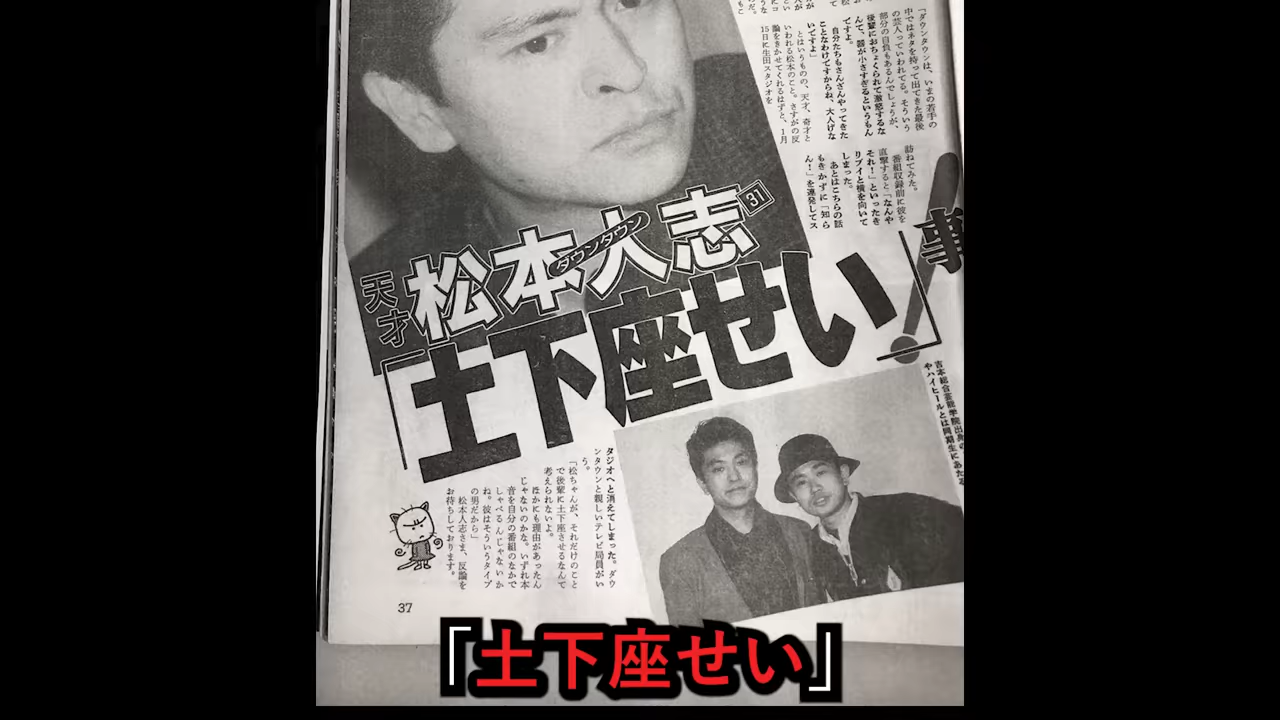 「ダウンタウンは、いまの若手の
中ではネタを持って出てきた最後
の芸人っていわれてる。そういう
部分の自負もあるんでしょうが、
後輩におちょくられて激怒するな
んて、器が小さすぎるというもん
ですよ。
自分たちもさんざんやってきた
ことなわけですからね、大人げな
いですよ」
とはいうものの、天才、奇才と
いわれる松本のこと。さすがの反
論をきかせてくれるはずと、1月
15日に生田スタジオを
訪ねてみた。
番組収録前に彼を
直撃すると「なんや
それ！」といったき
りプイと横を向いて
しまった。
あとはこちらの話
もきかずに「知ら
ん！」を連発してス
天才
松本人志
ダウンタウン
31
「土下座せい」
事
吉本総合芸能学院出身の
やハイヒールとは同期生にあた
タジオへと消えてしまった。ダウ
ンタウンと親しいテレビ局員がい
う。
「松ちゃんが、それだけのこと
で後輩に土下座させるなんて
考えられないよ。
ほかにも理由があったん
じゃないのかな。いずれ本
音を自分の番組のなかで
しゃべるんじゃないか
ね。彼はそういうタイプ
の男だから」
松本人志さま、反論を
お待ちしております。
37
「土下座せい」